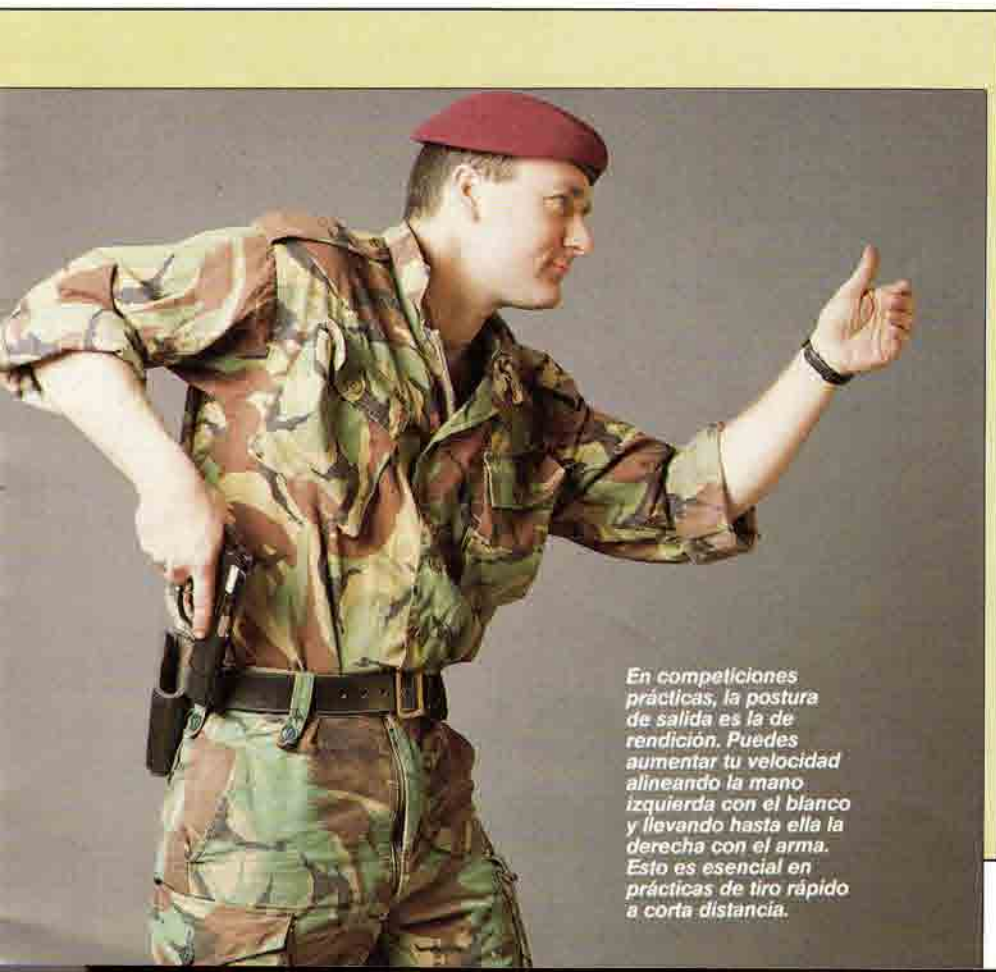 En competiciones
prácticas, la postura
de salida es la de
rendición. Puedes
aumentar tu velocidad
alineando la mano
izquierda con el blanco
y llevando hasta ella la
derecha con el arma.
Esto es esencial en
prácticas de tiro rápido
a corta distancia.